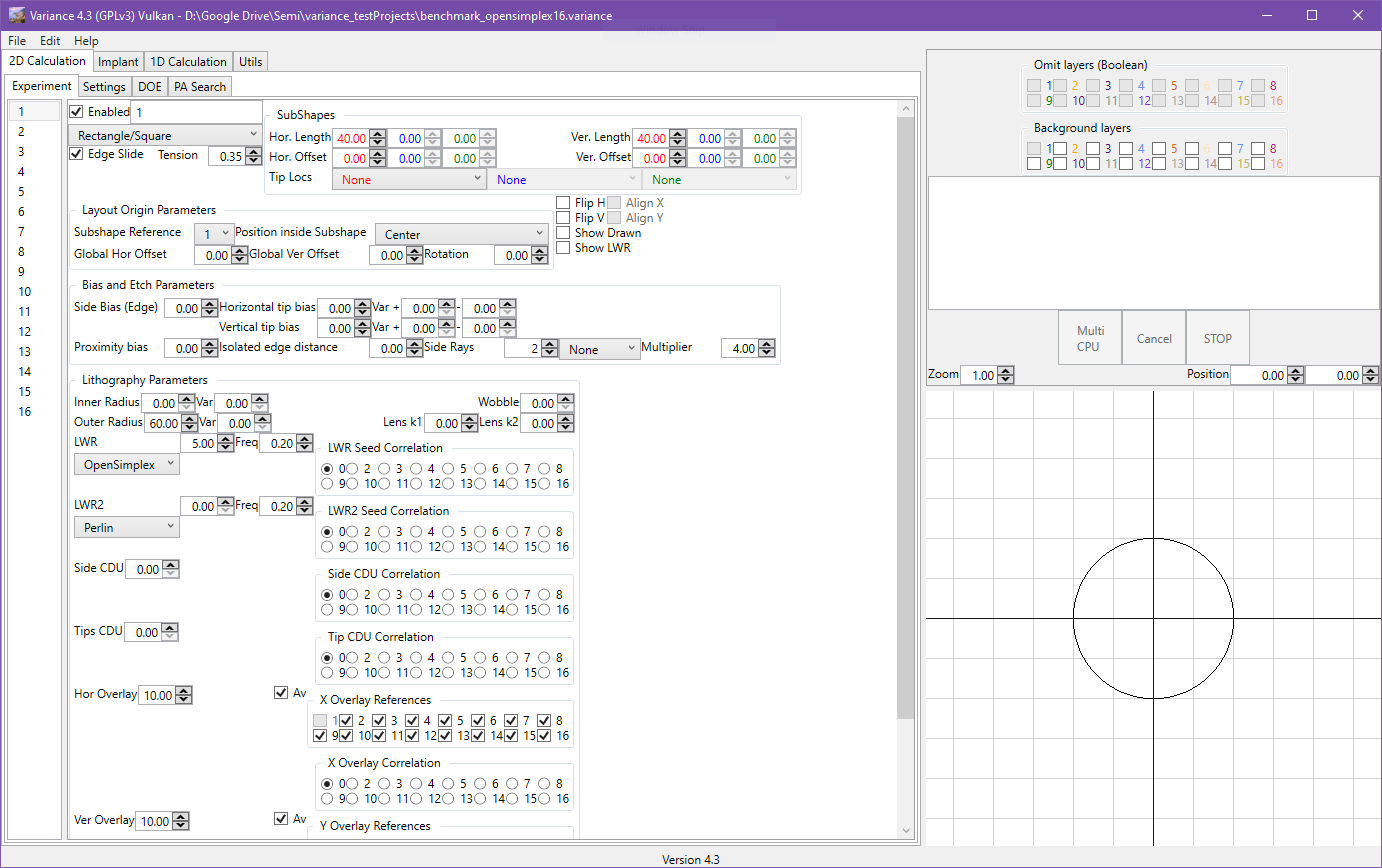 Variance 4.3 (GPLv3) Vulkan - D:\Google Drive\Semi\variance_testProjects\benchmark_opensimplex16.variance
File Edit Help
2D Calculation Implant 1D Calculation Utils
Experiment Settings DOE PA Search
1
2
3
4
5
6
7
8
9
10
11
12
13
14
15
16
Enabled 1
Rectangle/Square
Edge Slide Tension 0.35
SubShapes
Hor. Length 40.00 0.00 0.00 Ver. Length 40.00 0.00 0.00
Hor. Offset 0.00 0.00 0.00 Ver. Offset 0.00 0.00 0.00
Tip Locs None None None
Layout Origin Parameters
Subshape Reference 1 Position inside Subshape Center
Global Hor Offset 0.00 Global Ver Offset 0.00 Rotation 0.00
Flip H Align X
Flip V Align Y
Show Drawn
Show LWR
Bias and Etch Parameters
Side Bias (Edge) 0.00 Horizontal tip bias 0.00 Var + 0.00 - 0.00
Vertical tip bias 0.00 Var + 0.00 - 0.00
Proximity bias 0.00 Isolated edge distance 0.00 Side Rays 2 None Multiplier 4.00
Lithography Parameters
Inner Radius 0.00 Var 0.00 Wobble 0.00
Outer Radius 60.00 Var 0.00 Lens k1 0.00 Lens k2 0.00
LWR 5.00 Freq 0.20
OpenSimplex
LWR Seed Correlation
0 2 3 4 5 6 7 8
9 10 11 12 13 14 15 16
LWR2 0.00 Freq 0.20
Perlin
LWR2 Seed Correlation
0 2 3 4 5 6 7 8
9 10 11 12 13 14 15 16
Side CDU 0.00
Side CDU Correlation
0 2 3 4 5 6 7 8
9 10 11 12 13 14 15 16
Tips CDU 0.00
Tip CDU Correlation
0 2 3 4 5 6 7 8
9 10 11 12 13 14 15 16
Hor Overlay 10.00 Av
X Overlay References
1 2 3 4 5 6 7 8
9 10 11 12 13 14 15 16
X Overlay Correlation
0 2 3 4 5 6 7 8
9 10 11 12 13 14 15 16
Ver Overlay 10.00 Av
Y Overlay References
Omit layers (Boolean)
1 2 3 4 5 6 7 8
9 10 11 12 13 14 15 16
Background layers
1 2 3 4 5 6 7 8
9 10 11 12 13 14 15 16
Multi
CPU
Cancel
STOP
Zoom 1.00 Position 0.00 0.00
Version 4.3